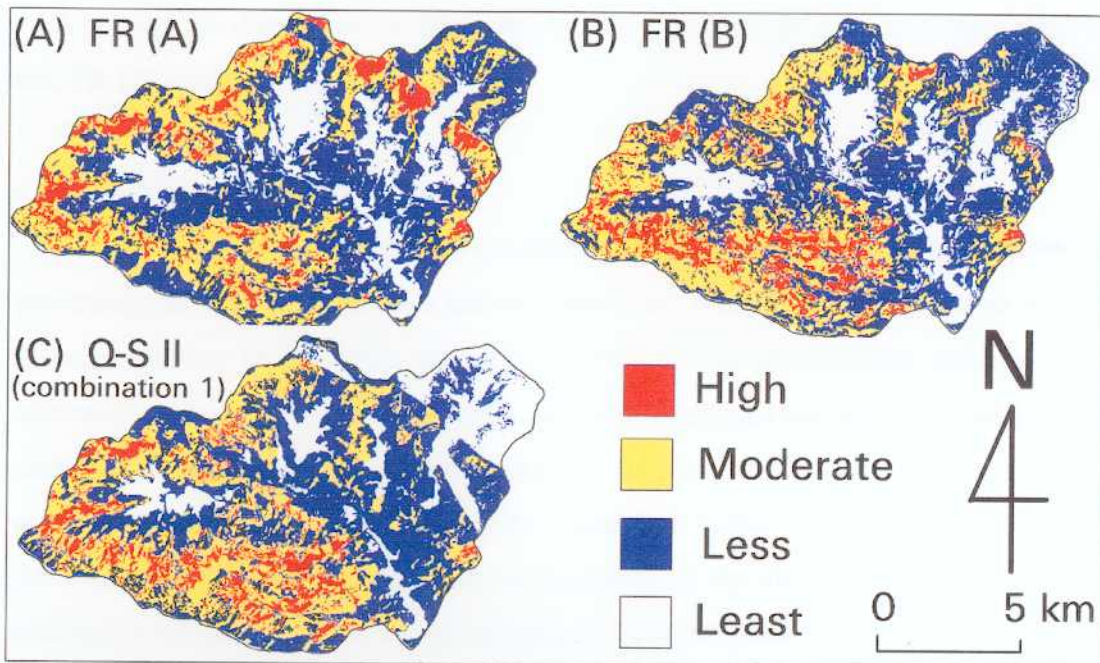 (A) FR (A)
(B) FR (B)
(C) Q-S II
(combination 1)
High
Moderate
Less
Least
N
0 5 km